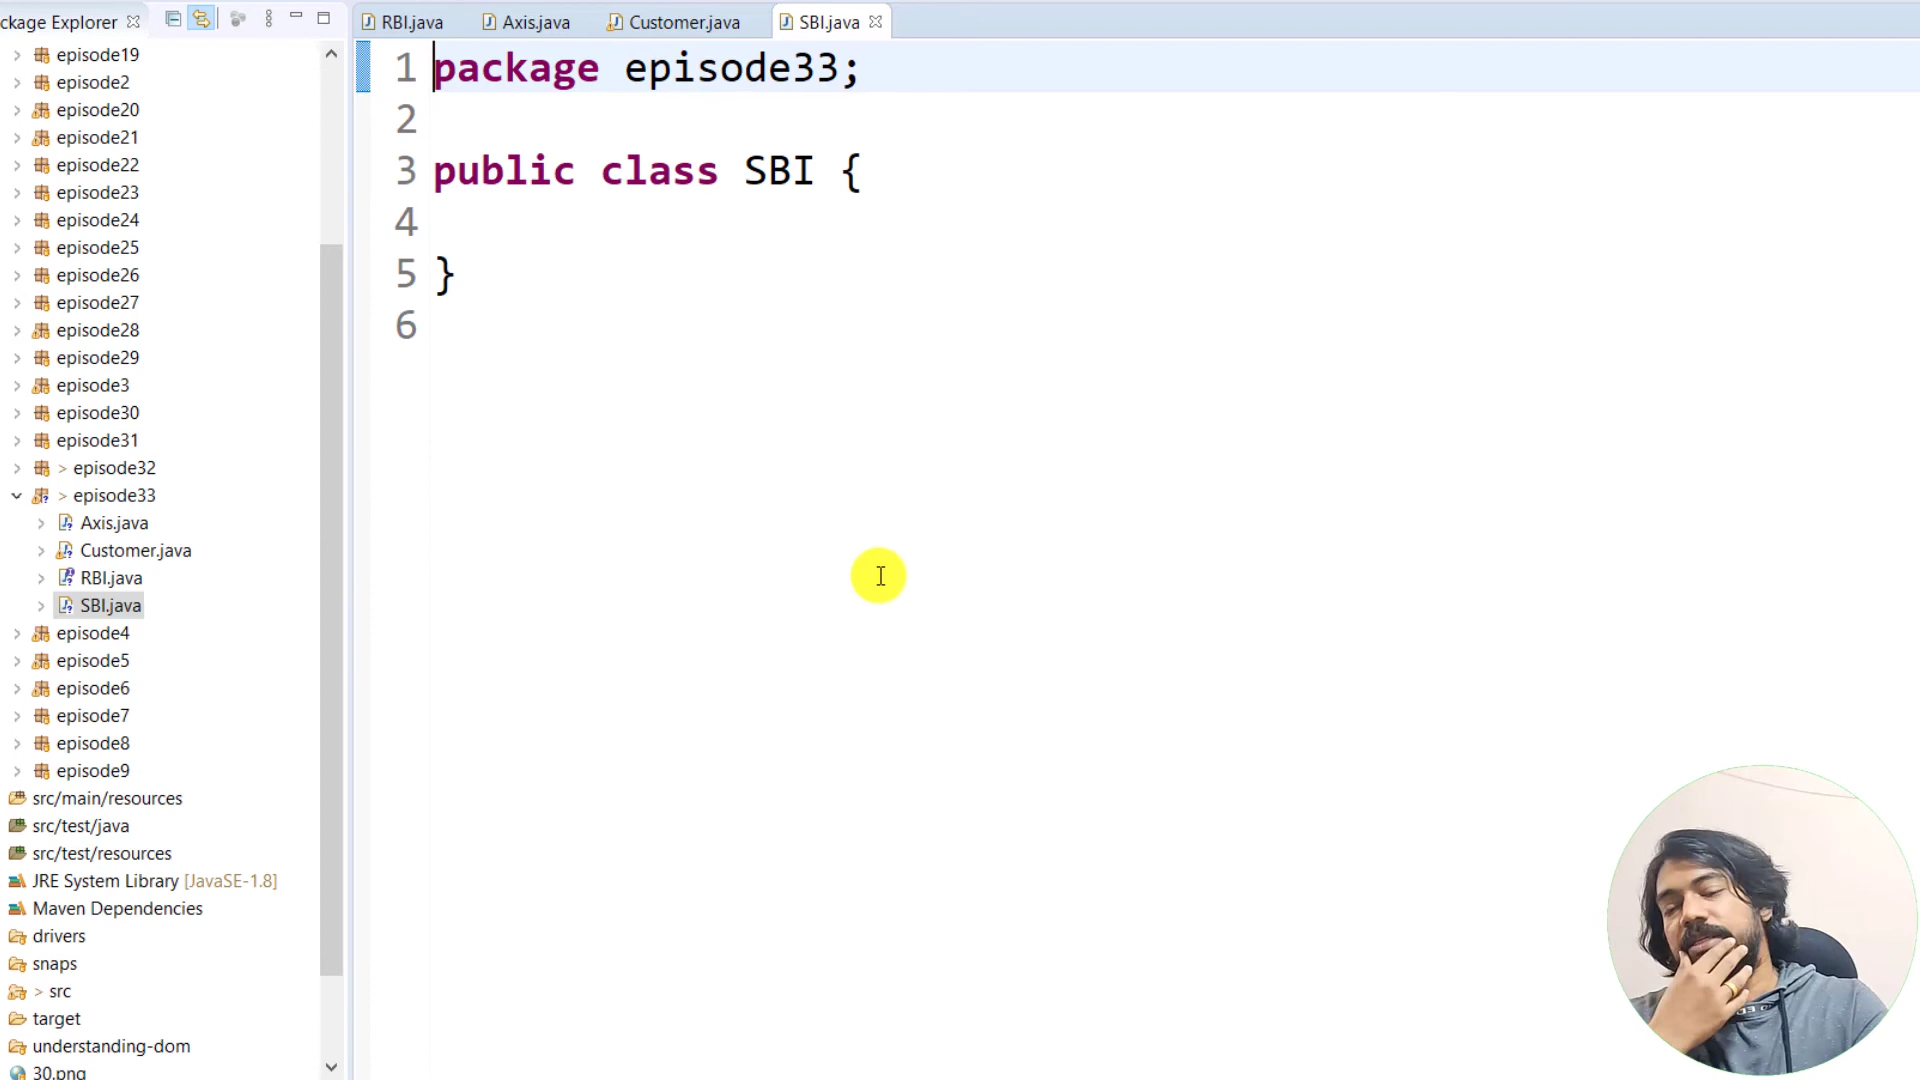 ckage Explorer
episode19
episode2
episode20
episode21
episode22
episode23
episode24
episode25
episode26
episode27
episode28
episode29
episode3
episode30
episode31
> episode32
> episode33
Axis.java
Customer.java
RBI.java
SBI.java
episode4
episode5
episode6
episode7
episode8
episode9
src/main/resources
src/test/java
src/test/resources
JRE System Library [JavaSE-1.8]
Maven Dependencies
drivers
snaps
> src
target
understanding-dom
30.png
RBI.java Axis.java Customer.java SBI.java
1 package episode33;
2
3 public class SBI {
4
5 }
6